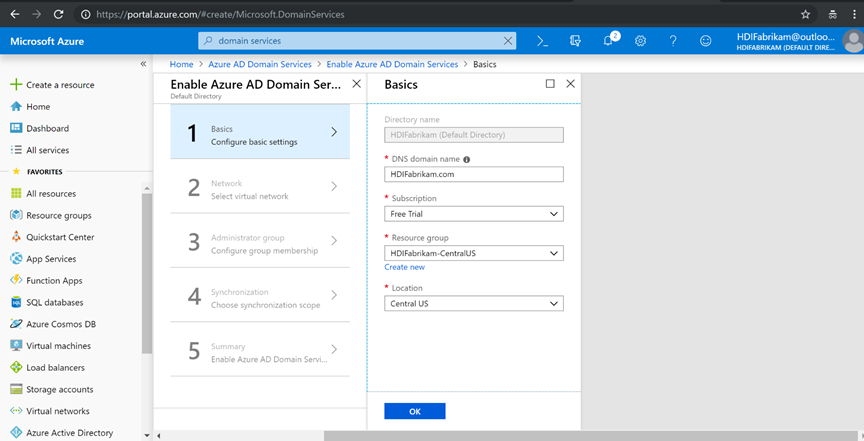 https://portal.azure.com/#create/Microsoft.DomainServices
Microsoft Azure
domain services
2
HDIFabrikam@outloo...
HDIFABRIKAM (DEFAULT DIRE...
Home > Azure AD Domain Services > Enable Azure AD Domain Services > Basics
Create a resource
Home
Dashboard
All services
FAVORITES
All resources
Resource groups
Quickstart Center
App Services
Function Apps
SQL databases
Azure Cosmos DB
Virtual machines
Load balancers
Storage accounts
Virtual networks
Azure Active Directory
Enable Azure AD Domain Ser...
Default Directory
1
Basics
Configure basic settings
2
Network
Select virtual network
3
Administrator group
Configure group membership
4
Synchronization
Choose synchronization scope
5
Summary
Enable Azure AD Domain Servi...
Basics
Directory name
HDIFabrikam (Default Directory)
* DNS domain name
HDIFabrikam.com
* Subscription
Free Trial
* Resource group
HDIFabrikam-CentralUS
Create new
* Location
Central US
OK